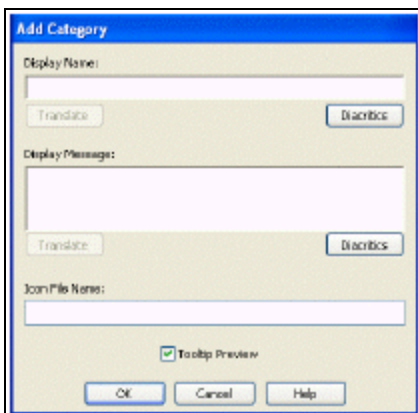 Add Category
Display Name:
Translate Diacritics
Display Message:
Translate Diacritics
Icon File Name:
Tooltip Preview
OK Cancel Help